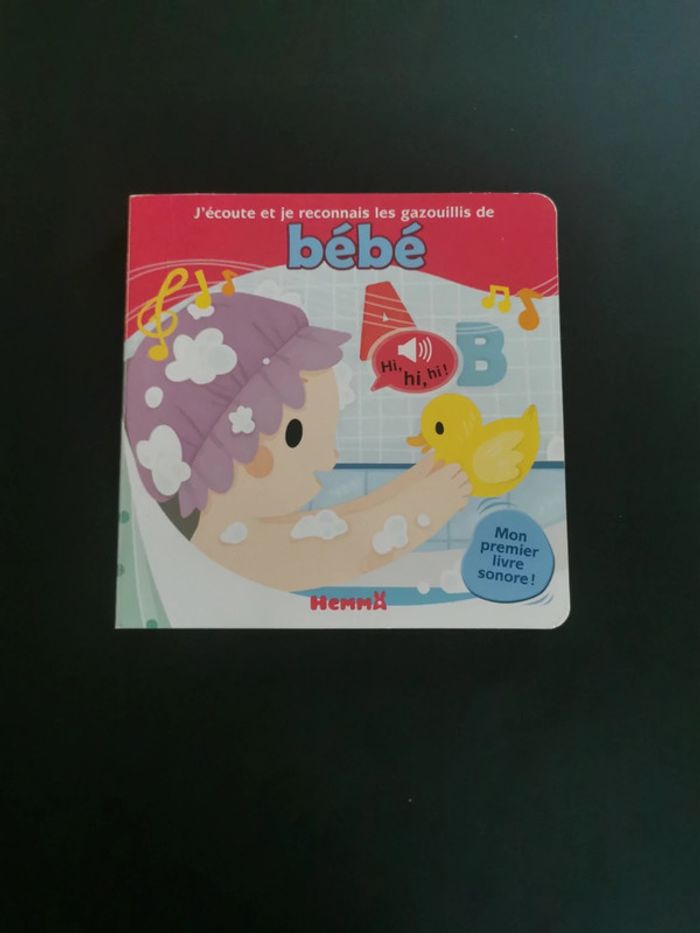 J'écoute et je reconnais les gazouillis de
bébé
A
B
Hi,
hi, hi!
Mon
premier
livre
sonore!
HEMMA